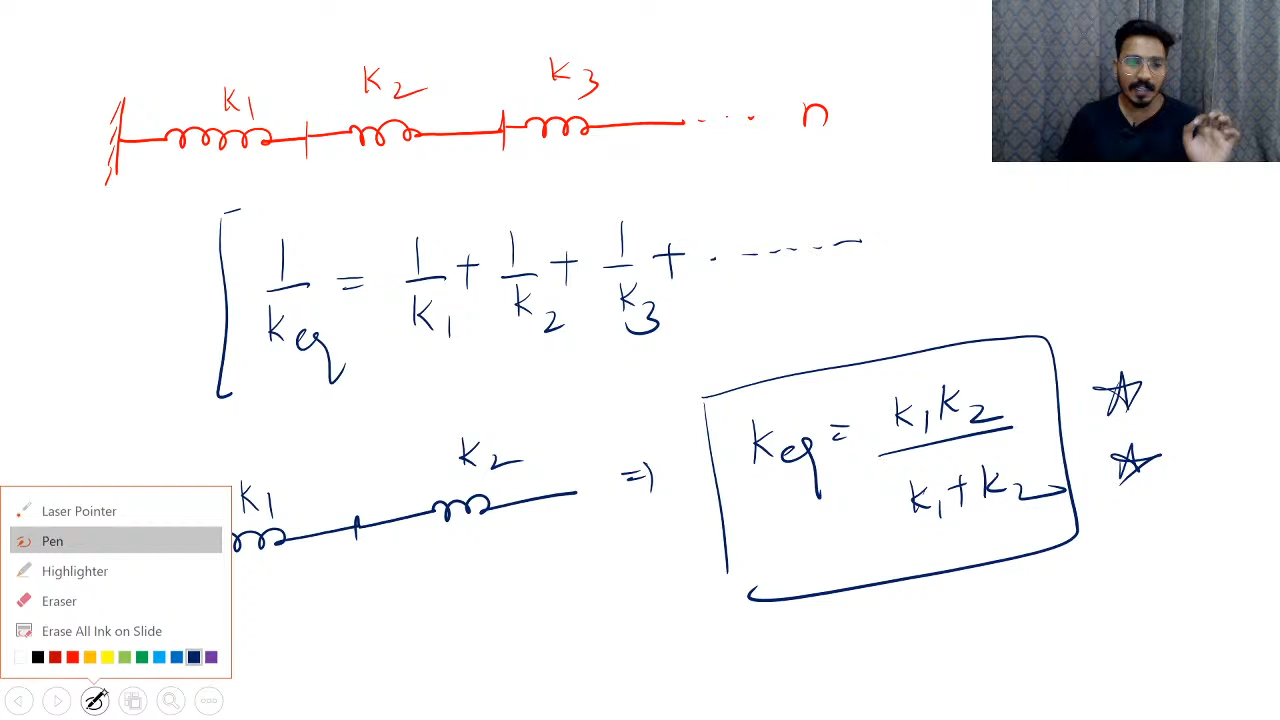 K1 K2 K3
..... n
1/Keq = 1/K1 + 1/K2 + 1/K3 + .......
K1 K2 =)
Keq = K1K2/K1+K2
Laser Pointer
Pen
Highlighter
Eraser
Erase All Ink on Slide